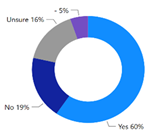 - 5%
Unsure 16%
No 19%
Yes 60%